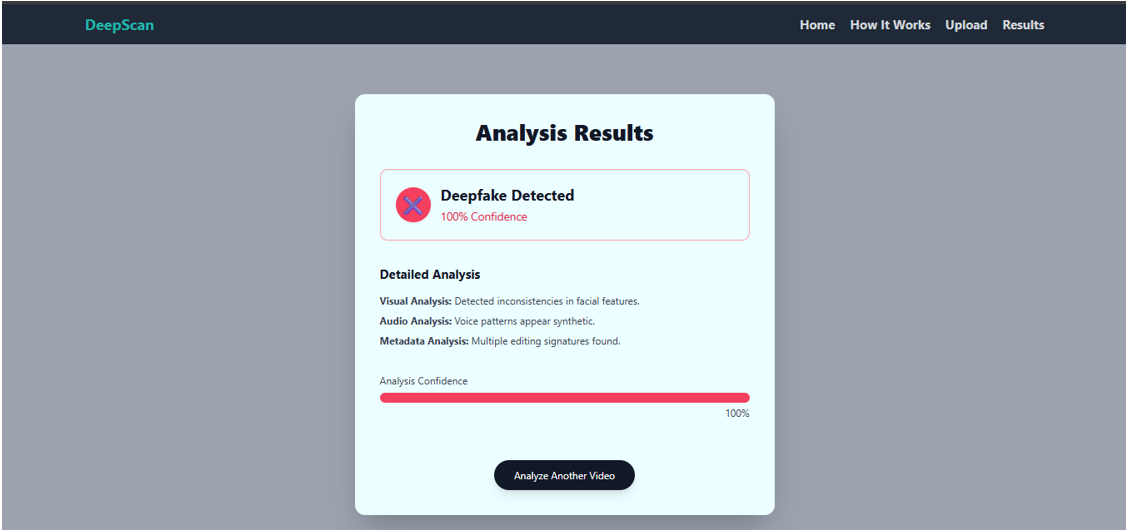 DeepScan
Home How It Works Upload Results
Analysis Results
Deepfake Detected
100% Confidence
Detailed Analysis
Visual Analysis: Detected inconsistencies in facial features.
Audio Analysis: Voice patterns appear synthetic.
Metadata Analysis: Multiple editing signatures found.
Analysis Confidence
100%
Analyze Another Video